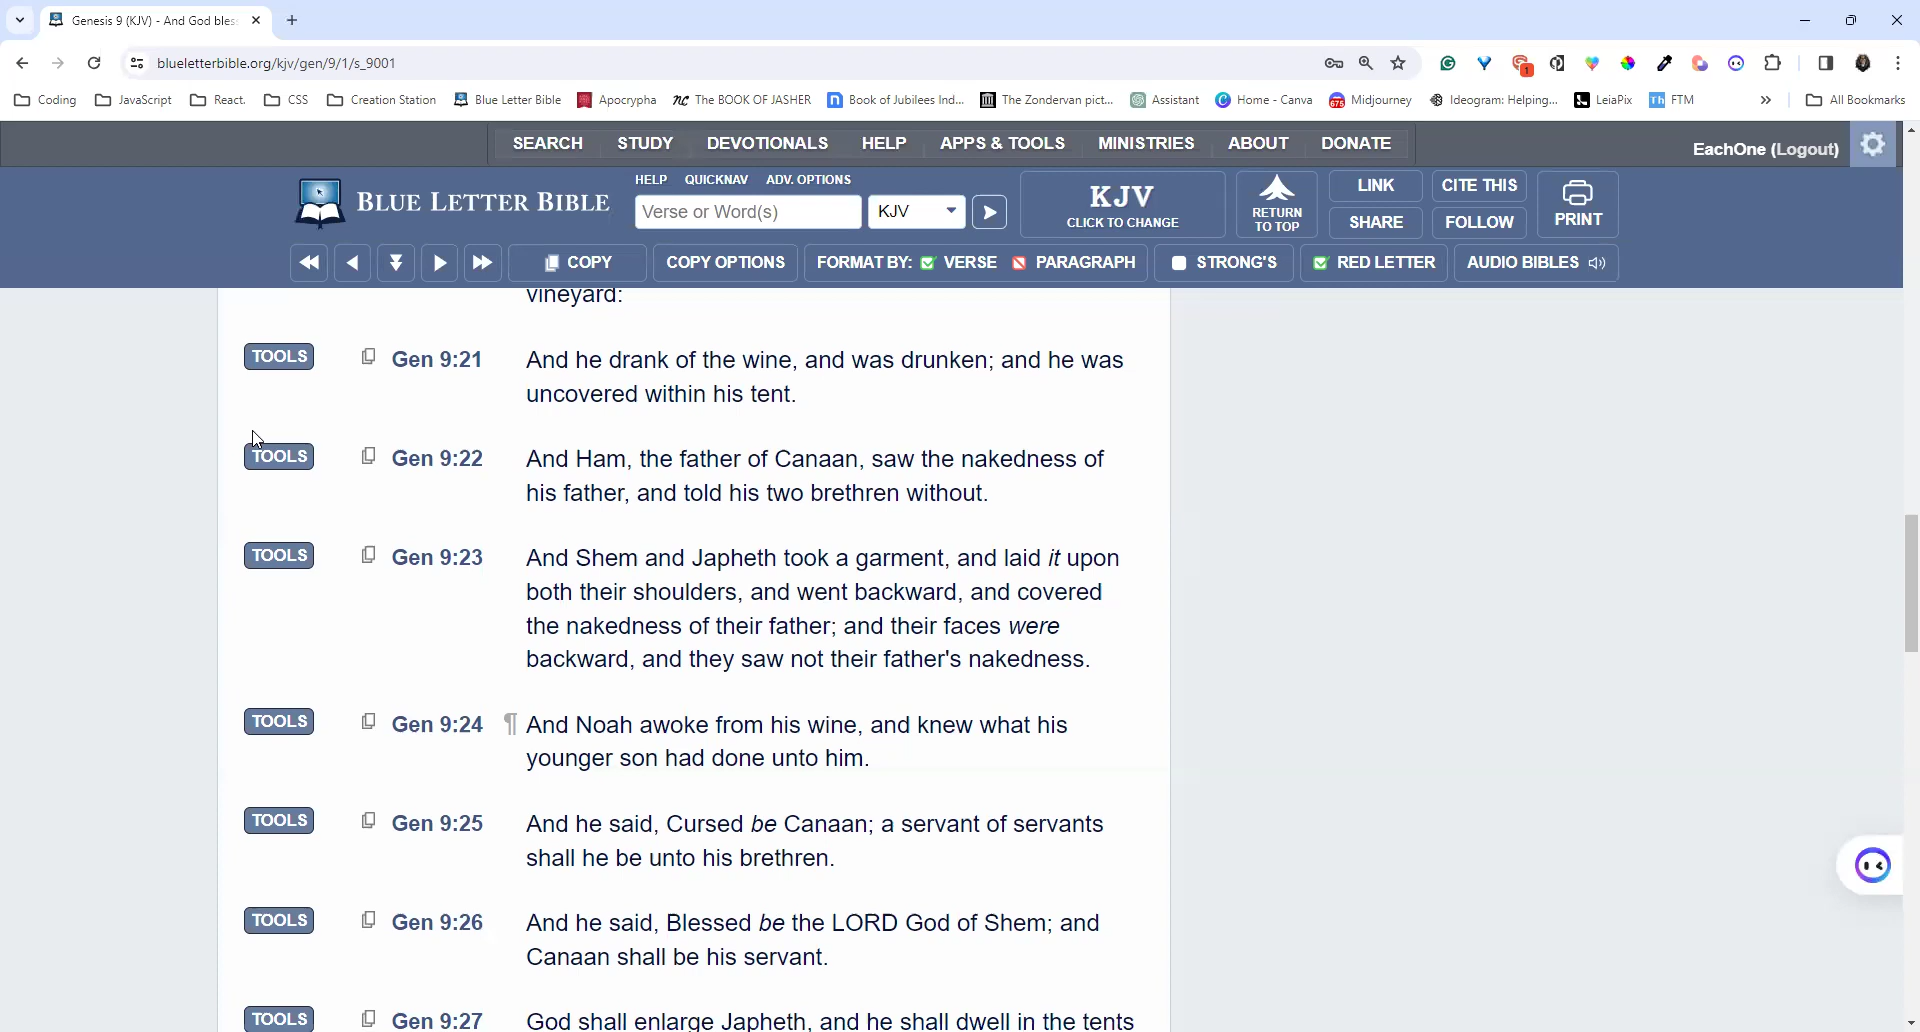 Genesis 9 (KJV) - And God bles
blueletterbible.org/kjv/gen/9/1/s_9001
1
Coding JavaScript React. CSS Creation Station Blue Letter Bible Apocrypha The BOOK OF JASHER Book of Jubilees Ind... The Zondervan pict... Assistant Home - Canva Midjourney Ideogram: Helping... LeiaPix Th FTM » All Bookmarks
SEARCH STUDY DEVOTIONALS HELP APPS & TOOLS MINISTRIES ABOUT DONATE
EachOne (Logout)
HELP QUICKNAV ADV. OPTIONS
BLUE LETTER BIBLE
Verse or Word(s) KJV
KJV
CLICK TO CHANGE
RETURN
TO TOP
LINK CITE THIS
SHARE FOLLOW
PRINT
COPY COPY OPTIONS FORMAT BY: VERSE PARAGRAPH STRONG'S RED LETTER AUDIO BIBLES
vineyard:
TOOLS Gen 9:21 And he drank of the wine, and was drunken; and he was
uncovered within his tent.
TOOLS Gen 9:22 And Ham, the father of Canaan, saw the nakedness of
his father, and told his two brethren without.
TOOLS Gen 9:23 And Shem and Japheth took a garment, and laid it upon
both their shoulders, and went backward, and covered
the nakedness of their father; and their faces were
backward, and they saw not their father's nakedness.
TOOLS Gen 9:24 ¶ And Noah awoke from his wine, and knew what his
younger son had done unto him.
TOOLS Gen 9:25 And he said, Cursed be Canaan; a servant of servants
shall he be unto his brethren.
TOOLS Gen 9:26 And he said, Blessed be the LORD God of Shem; and
Canaan shall be his servant.
TOOLS Gen 9:27 God shall enlarge Japheth, and he shall dwell in the tents